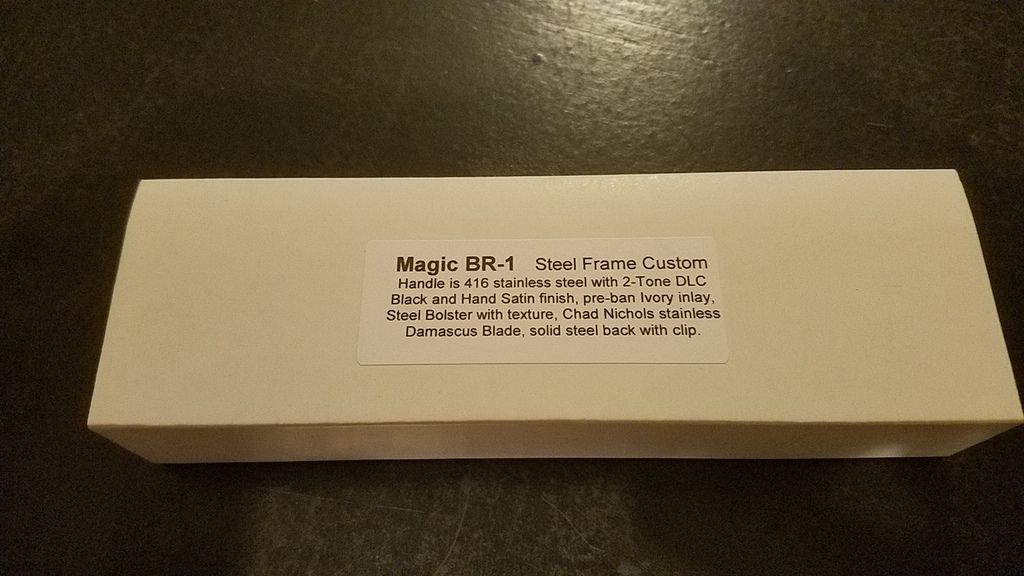 Magic BR-1 Steel Frame Custom
Handle is 416 stainless steel with 2-Tone DLC
Black and Hand Satin finish, pre-ban Ivory inlay,
Steel Bolster with texture, Chad Nichols stainless
Damascus Blade, solid steel back with clip.